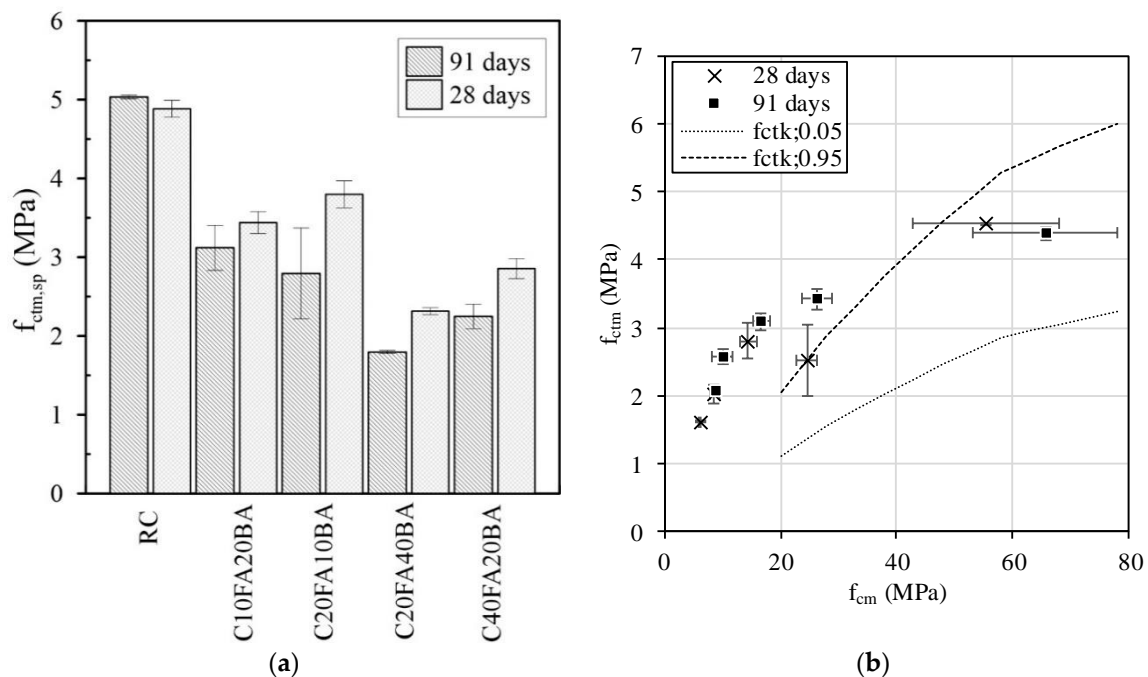 6
5
4
3
2
1
0
f_ctm,sp (MPa)
91 days
28 days
RC
C10FA20BA
C20FA10BA
C20FA40BA
C40FA20BA
(a)
7
6
5
4
3
2
1
0
f_ctm (MPa)
28 days
91 days
fctk;0.05
fctk;0.95
0 20 40 60 80
f_cm (MPa)
(b)